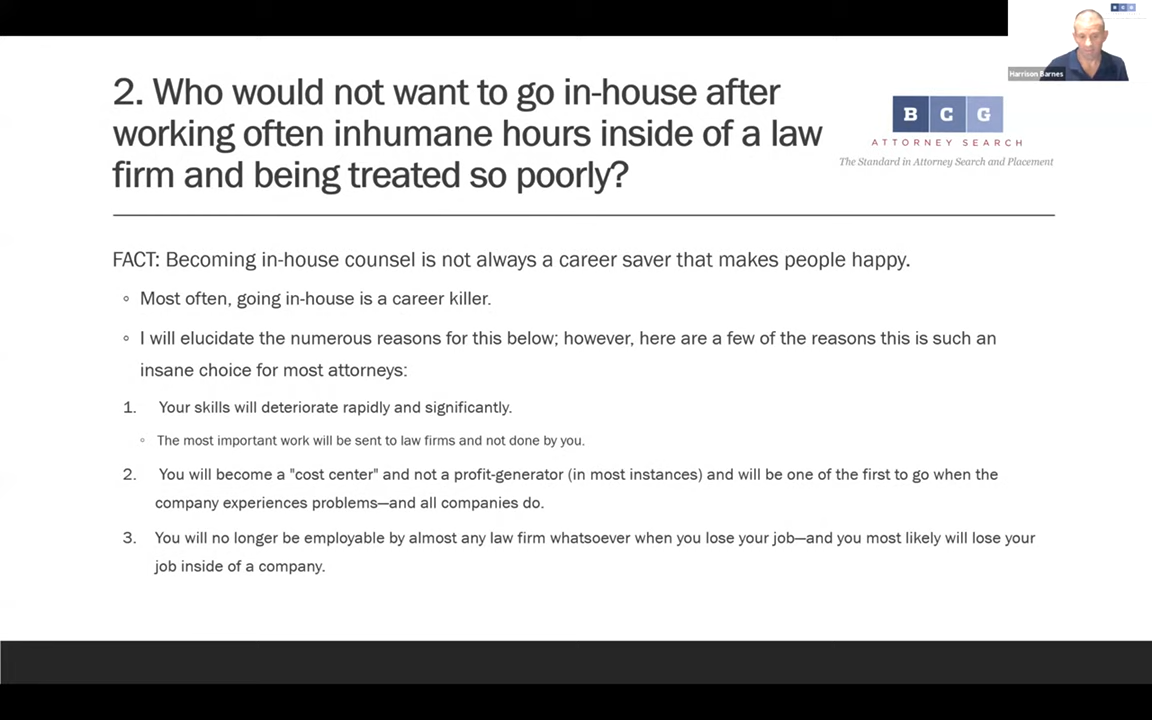 B C G
Harrison Barnes
2. Who would not want to go in-house after
working often inhumane hours inside of a law
firm and being treated so poorly?
B C G
ATTORNEY SEARCH
The Standard in Attorney Search and Placement
FACT: Becoming in-house counsel is not always a career saver that makes people happy.
Most often, going in-house is a career killer.
I will elucidate the numerous reasons for this below; however, here are a few of the reasons this is such an
insane choice for most attorneys:
1. Your skills will deteriorate rapidly and significantly.
The most important work will be sent to law firms and not done by you.
2. You will become a "cost center" and not a profit-generator (in most instances) and will be one of the first to go when the
company experiences problems—and all companies do.
3. You will no longer be employable by almost any law firm whatsoever when you lose your job—and you most likely will lose your
job inside of a company.